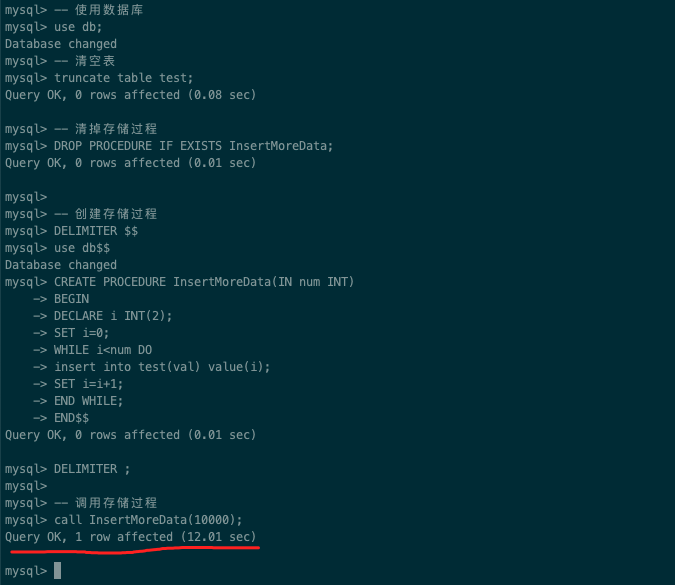 mysql> -- 使用数据库
mysql> use db;
Database changed
mysql> -- 清空表
mysql> truncate table test;
Query OK, 0 rows affected (0.08 sec)
mysql> -- 清掉存储过程
mysql> DROP PROCEDURE IF EXISTS InsertMoreData;
Query OK, 0 rows affected (0.01 sec)
mysql>
mysql> -- 创建存储过程
mysql> DELIMITER $$
mysql> use db$$
Database changed
mysql> CREATE PROCEDURE InsertMoreData(IN num INT)
    -> BEGIN
    -> DECLARE i INT(2);
    -> SET i=0;
    -> WHILE i<num DO
    -> insert into test(val) value(i);
    -> SET i=i+1;
    -> END WHILE;
    -> END$$
Query OK, 0 rows affected (0.01 sec)
mysql> DELIMITER ;
mysql>
mysql> -- 调用存储过程
mysql> call InsertMoreData(10000);
Query OK, 1 row affected (12.01 sec)
mysql>